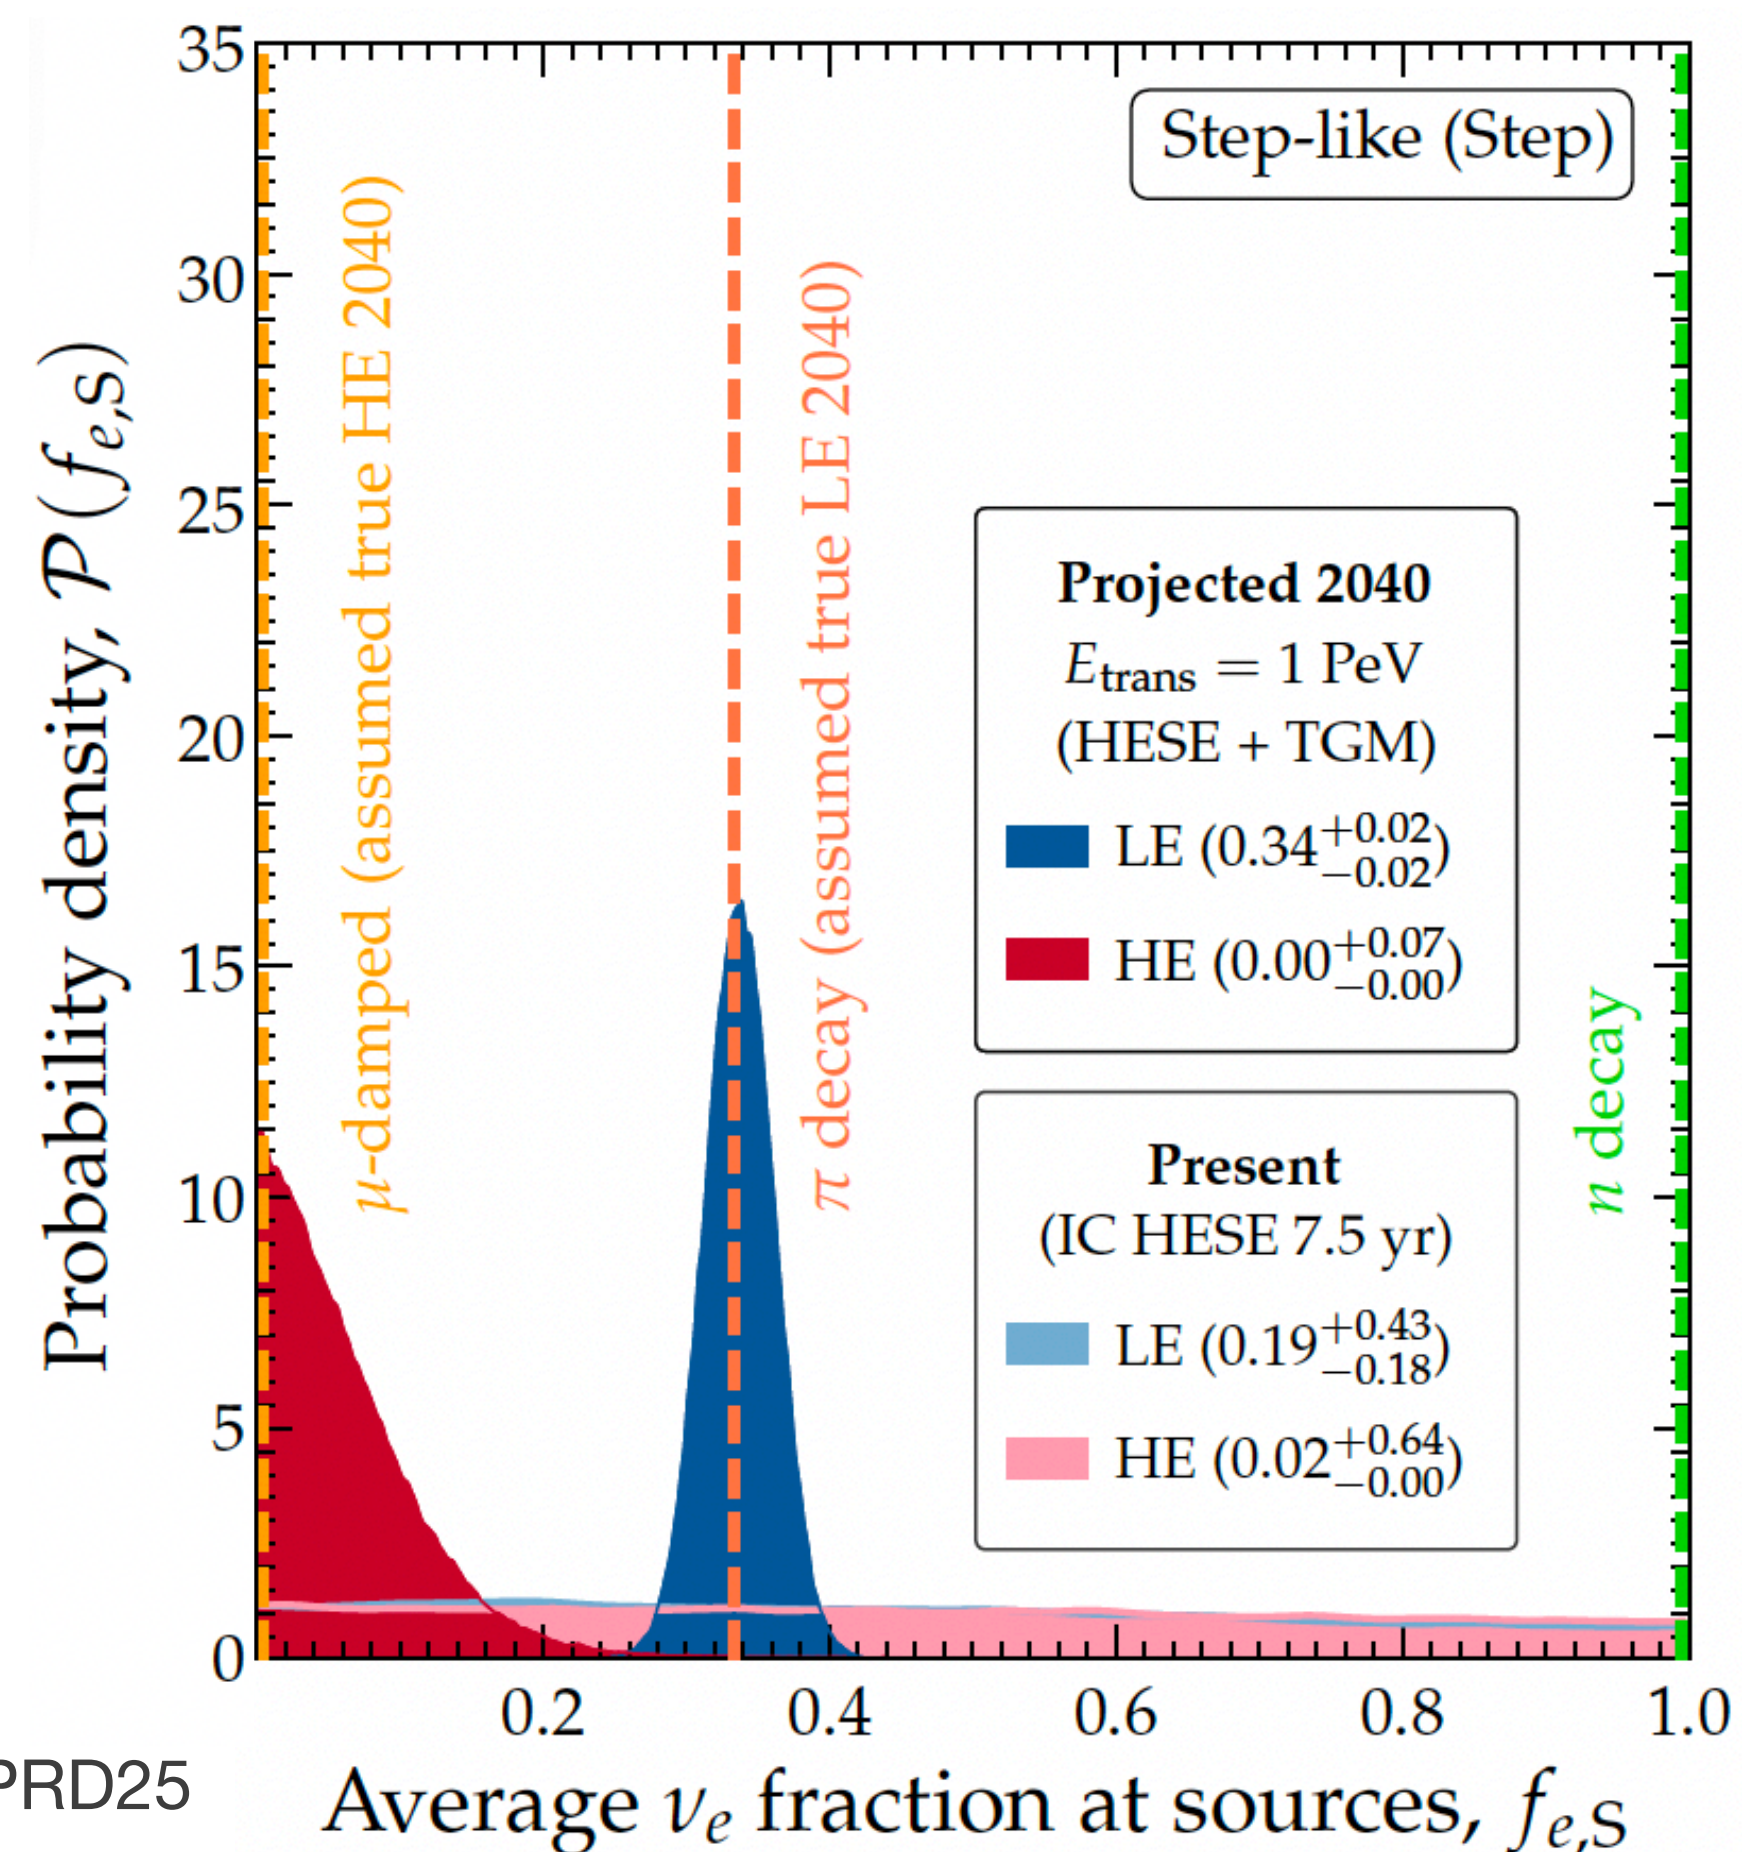 35
30
25
20
15
10
5
0
Probability density, 𝒫(f_{e,S})
Step-like (Step)
μ-damped (assumed true HE 2040)
π decay (assumed true LE 2040)
n decay
Projected 2040
E_{trans} = 1 PeV
(HESE + TGM)
LE (0.34^{+0.02}_{−0.02})
HE (0.00^{+0.07}_{−0.00})
Present
(IC HESE 7.5 yr)
LE (0.19^{+0.43}_{−0.18})
HE (0.02^{+0.64}_{−0.00})
0.2 0.4 0.6 0.8 1.0
Average ν_e fraction at sources, f_{e,S}
PRD25